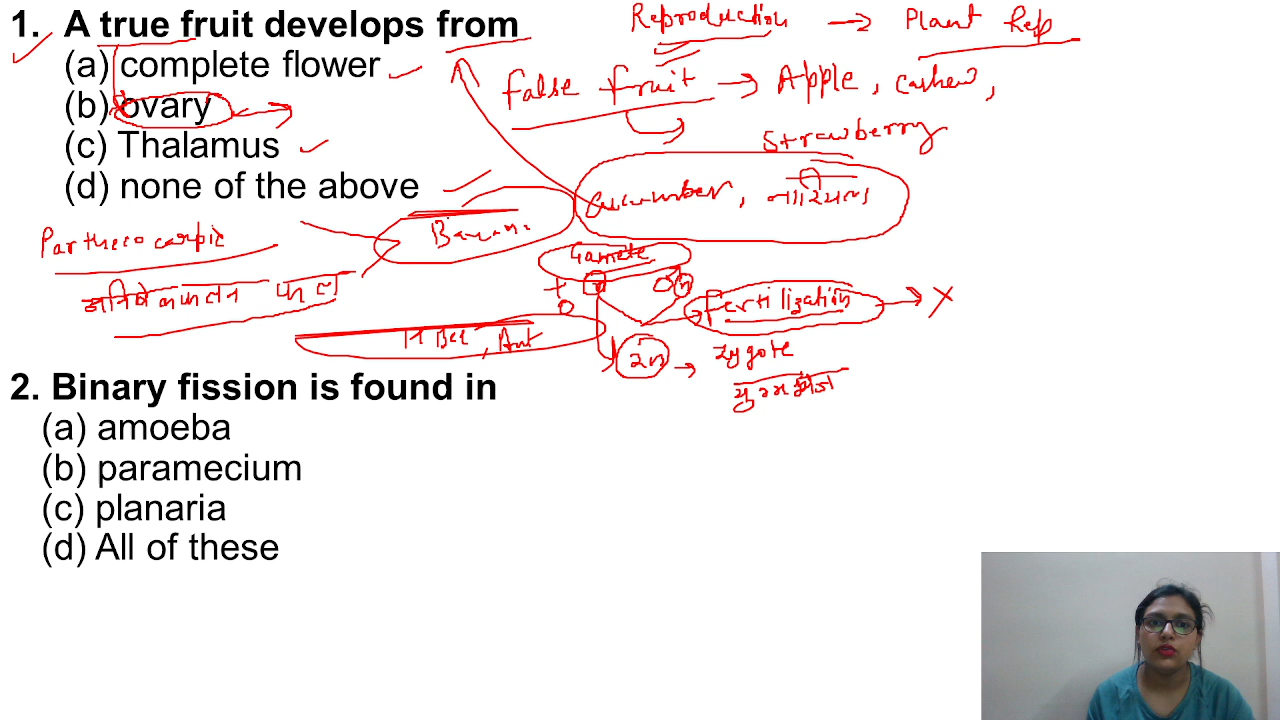 1. A true fruit develops from
(a) complete flower
(b) ovary
(c) Thalamus
(d) none of the above
Reproduction → Plant Rep
false fruit → Apple, cashew,
Strawberry
cucumber,
Gamete
Fertilization → X
2n → zygote
, Ant
2. Binary fission is found in
(a) amoeba
(b) paramecium
(c) planaria
(d) All of these